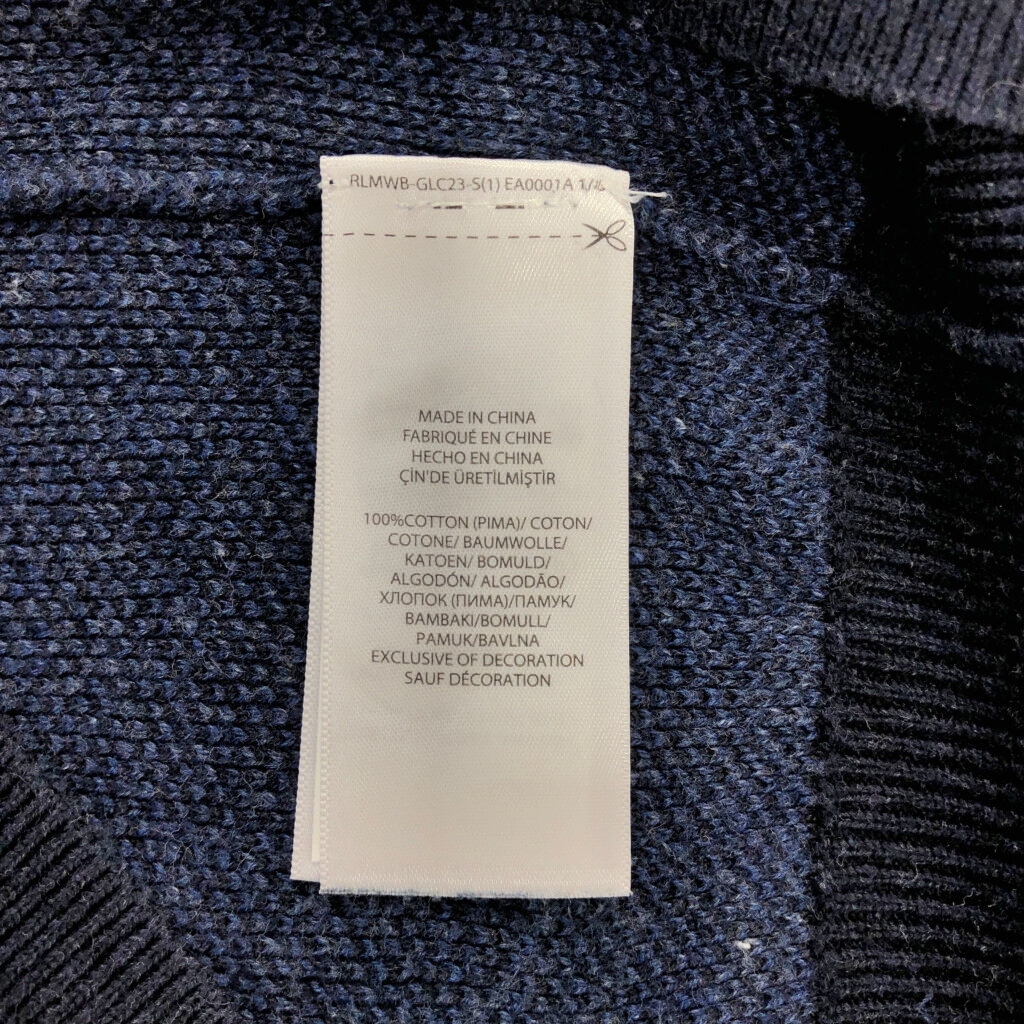 RLMWB-GLC23-S(1) EA0001A
MADE IN CHINA
FABRIQUÉ EN CHINE
HECHO EN CHINA
ÇİN'DE ÜRETİLMİŞTİR
100%COTTON (PIMA)/ COTON/
COTONE/ BAUMWOLLE/
KATOEN/ BOMULD/
ALGODÓN/ ALGODÃO/
ХЛОПОК (ПИМА)/ПАМУК/
BAMBAKI/BOMULL/
PAMUK/BAVLNA
EXCLUSIVE OF DECORATION
SAUF DÉCORATION